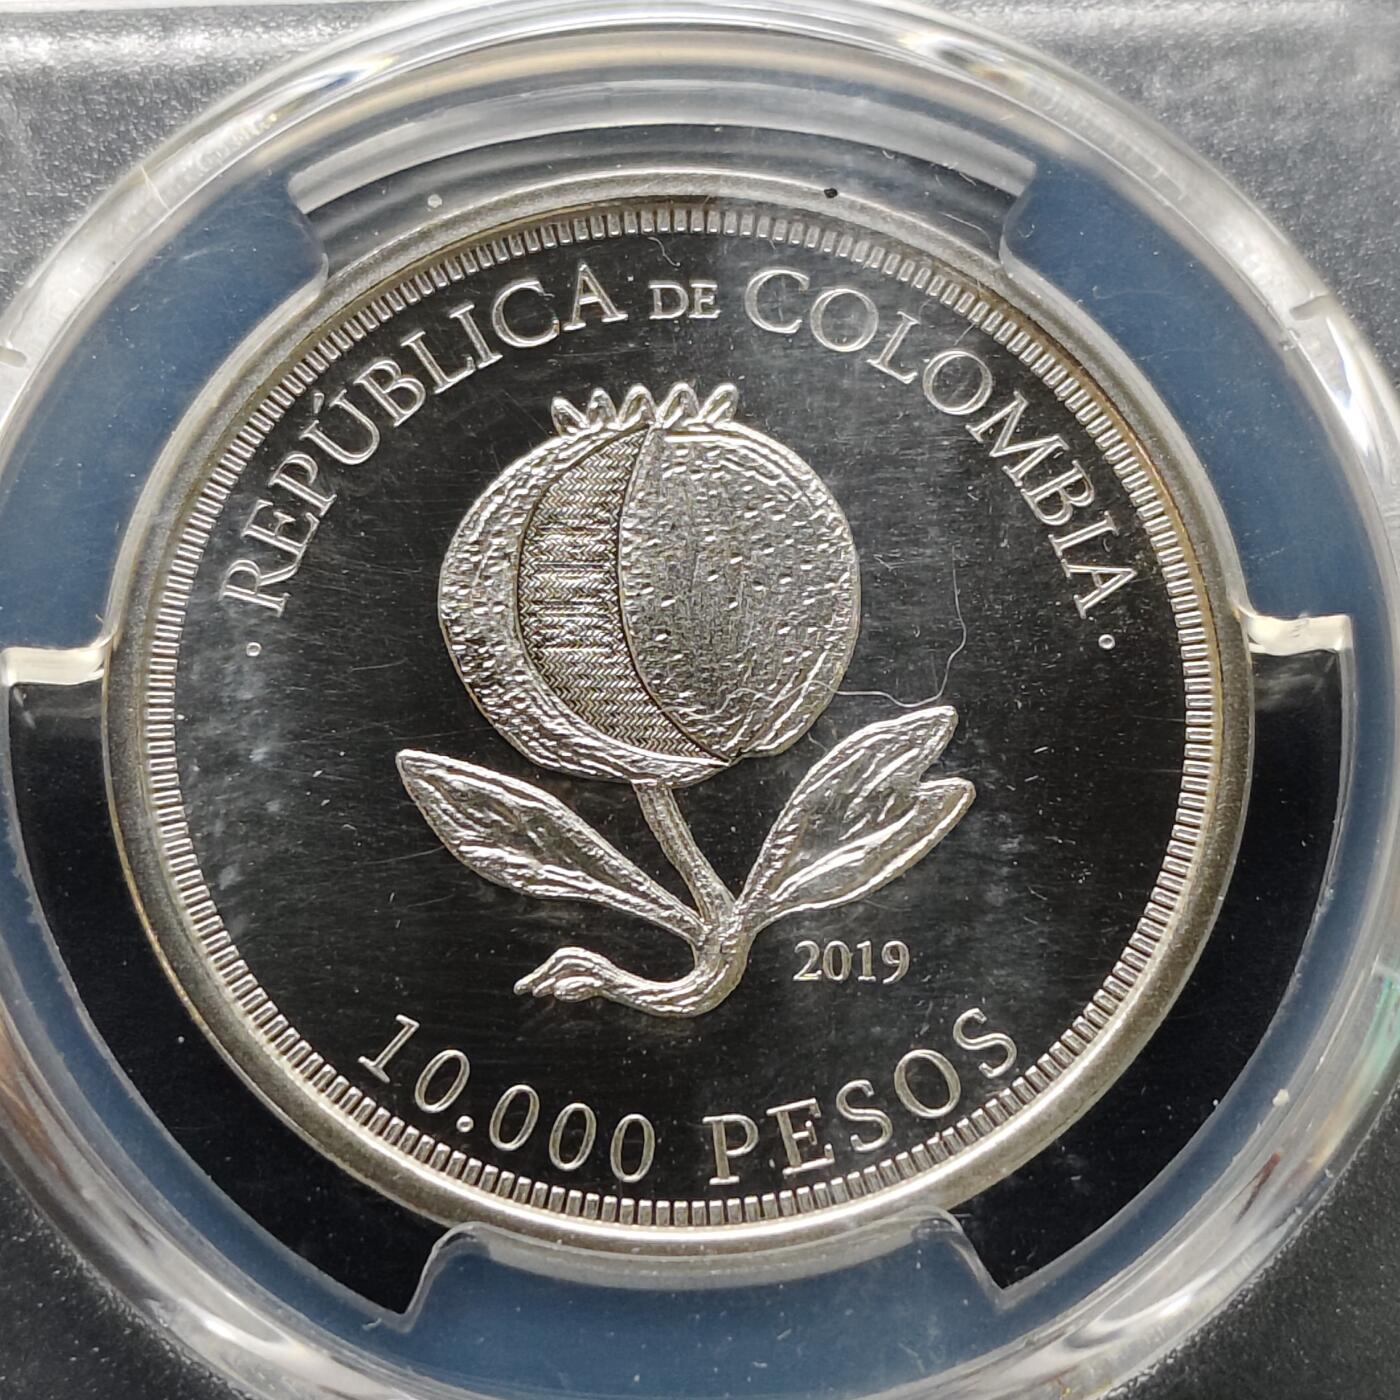 · REPÚBLICA DE COLOMBIA ·
2019
10.000 PESOS